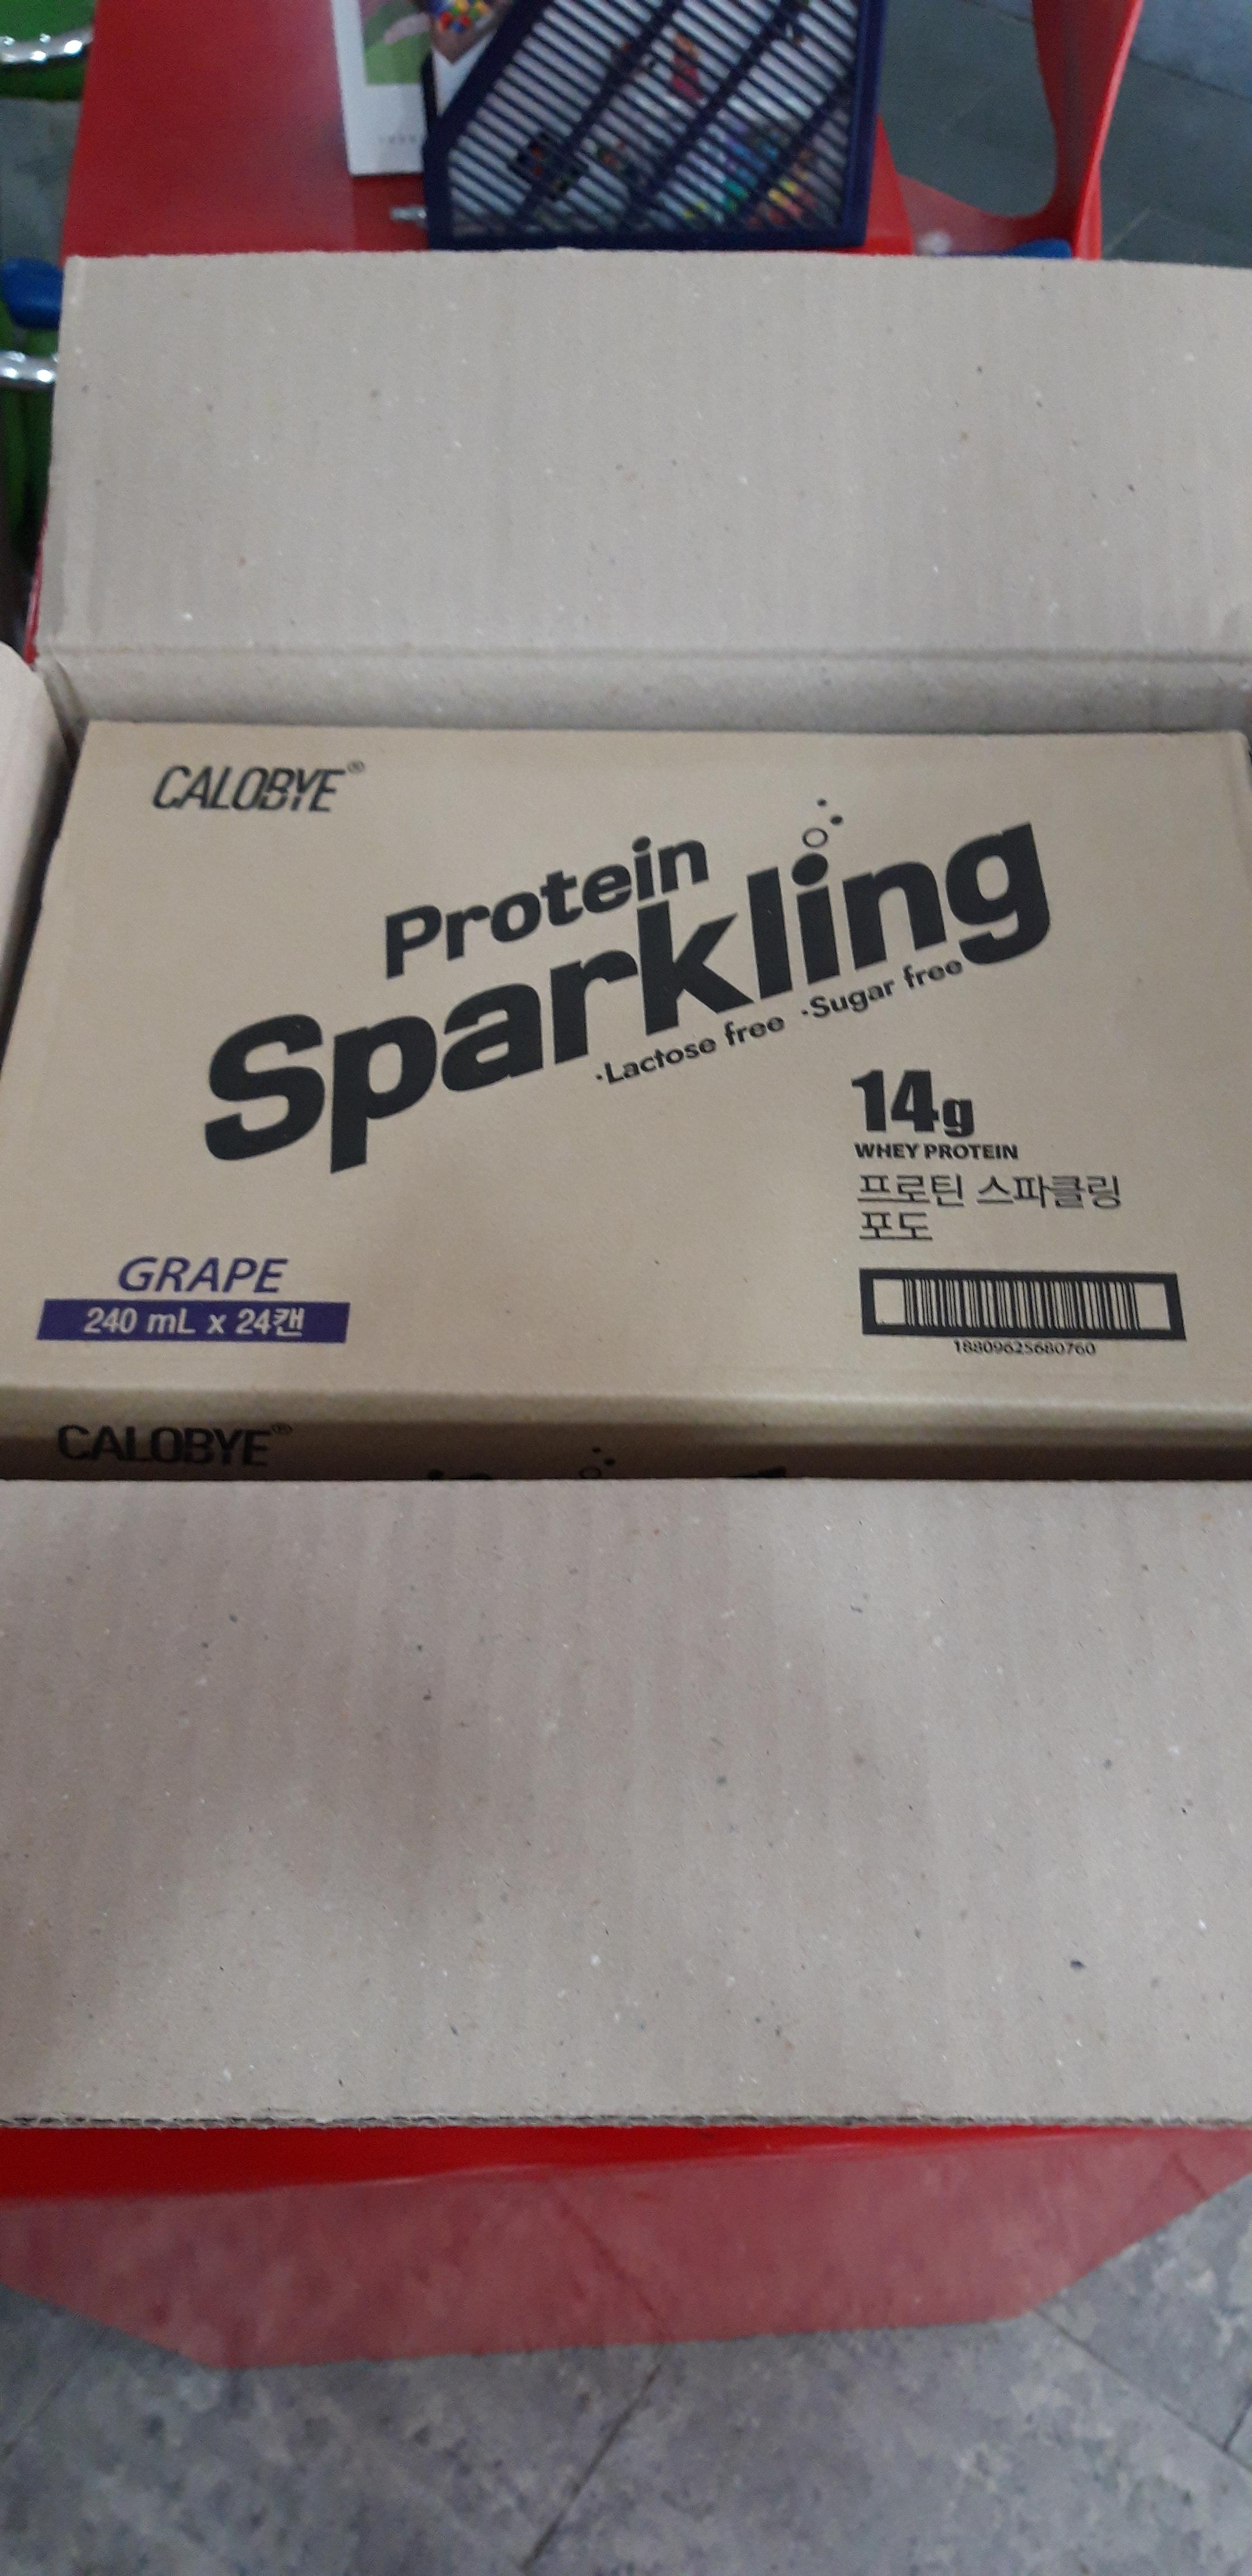 CALOBYE®
Protein
Sparkling
·Lactose free ·Sugar free
14g
WHEY PROTEIN
프로틴 스파클링
포도
GRAPE
240 mL x 24캔
18809625680760
CALOBYE®